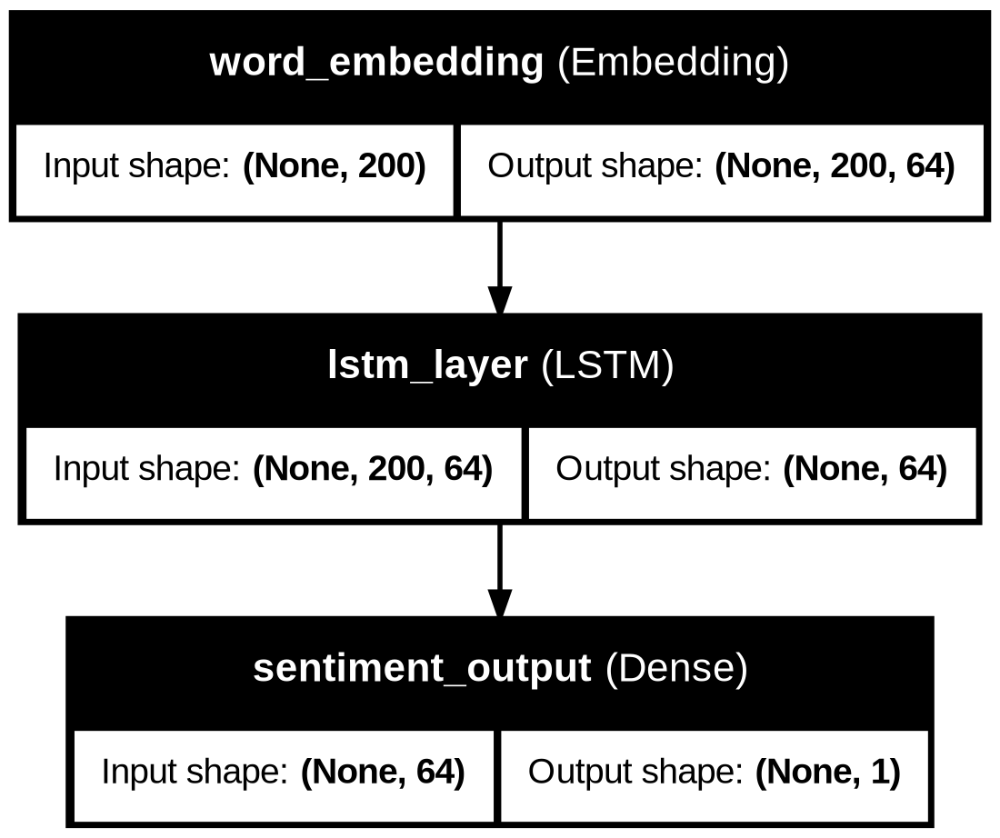 word_embedding (Embedding)
Input shape: (None, 200)
Output shape: (None, 200, 64)
lstm_layer (LSTM)
Input shape: (None, 200, 64)
Output shape: (None, 64)
sentiment_output (Dense)
Input shape: (None, 64)
Output shape: (None, 1)